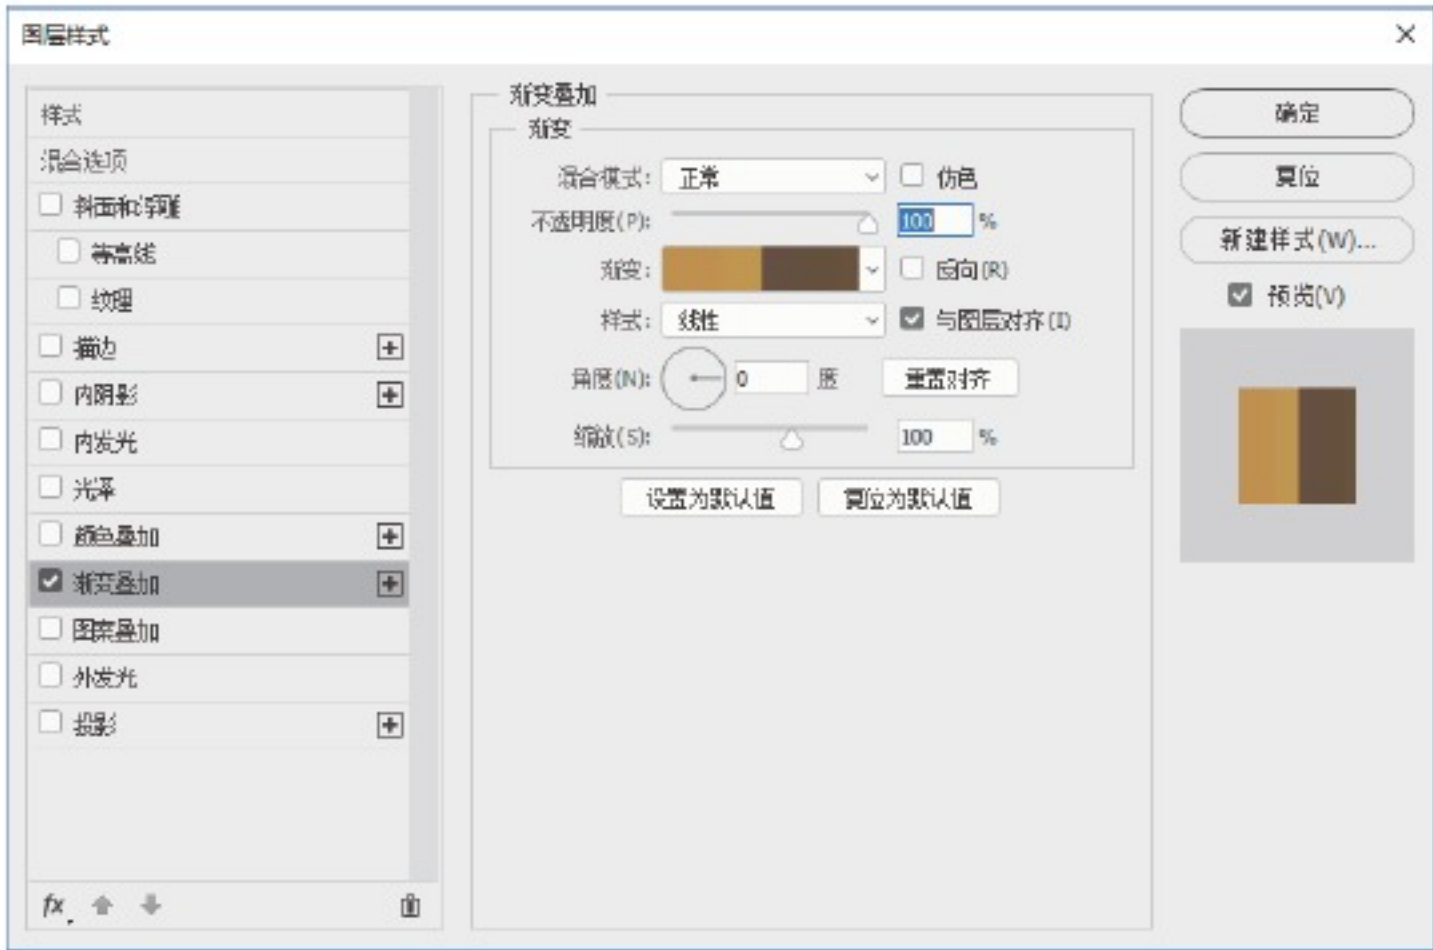 图层样式
样式
混合选项
斜面和浮雕
等高线
纹理
描边
内阴影
内发光
光泽
颜色叠加
渐变叠加
图案叠加
外发光
投影
fx
渐变叠加
渐变
混合模式: 正常 仿色
不透明度(P): 100 %
渐变: 反向(R)
样式: 线性 与图层对齐(I)
角度(N): 0 度 重置对齐
缩放(S): 100 %
设置为默认值 复位为默认值
确定
复位
新建样式(W)...
预览(V)